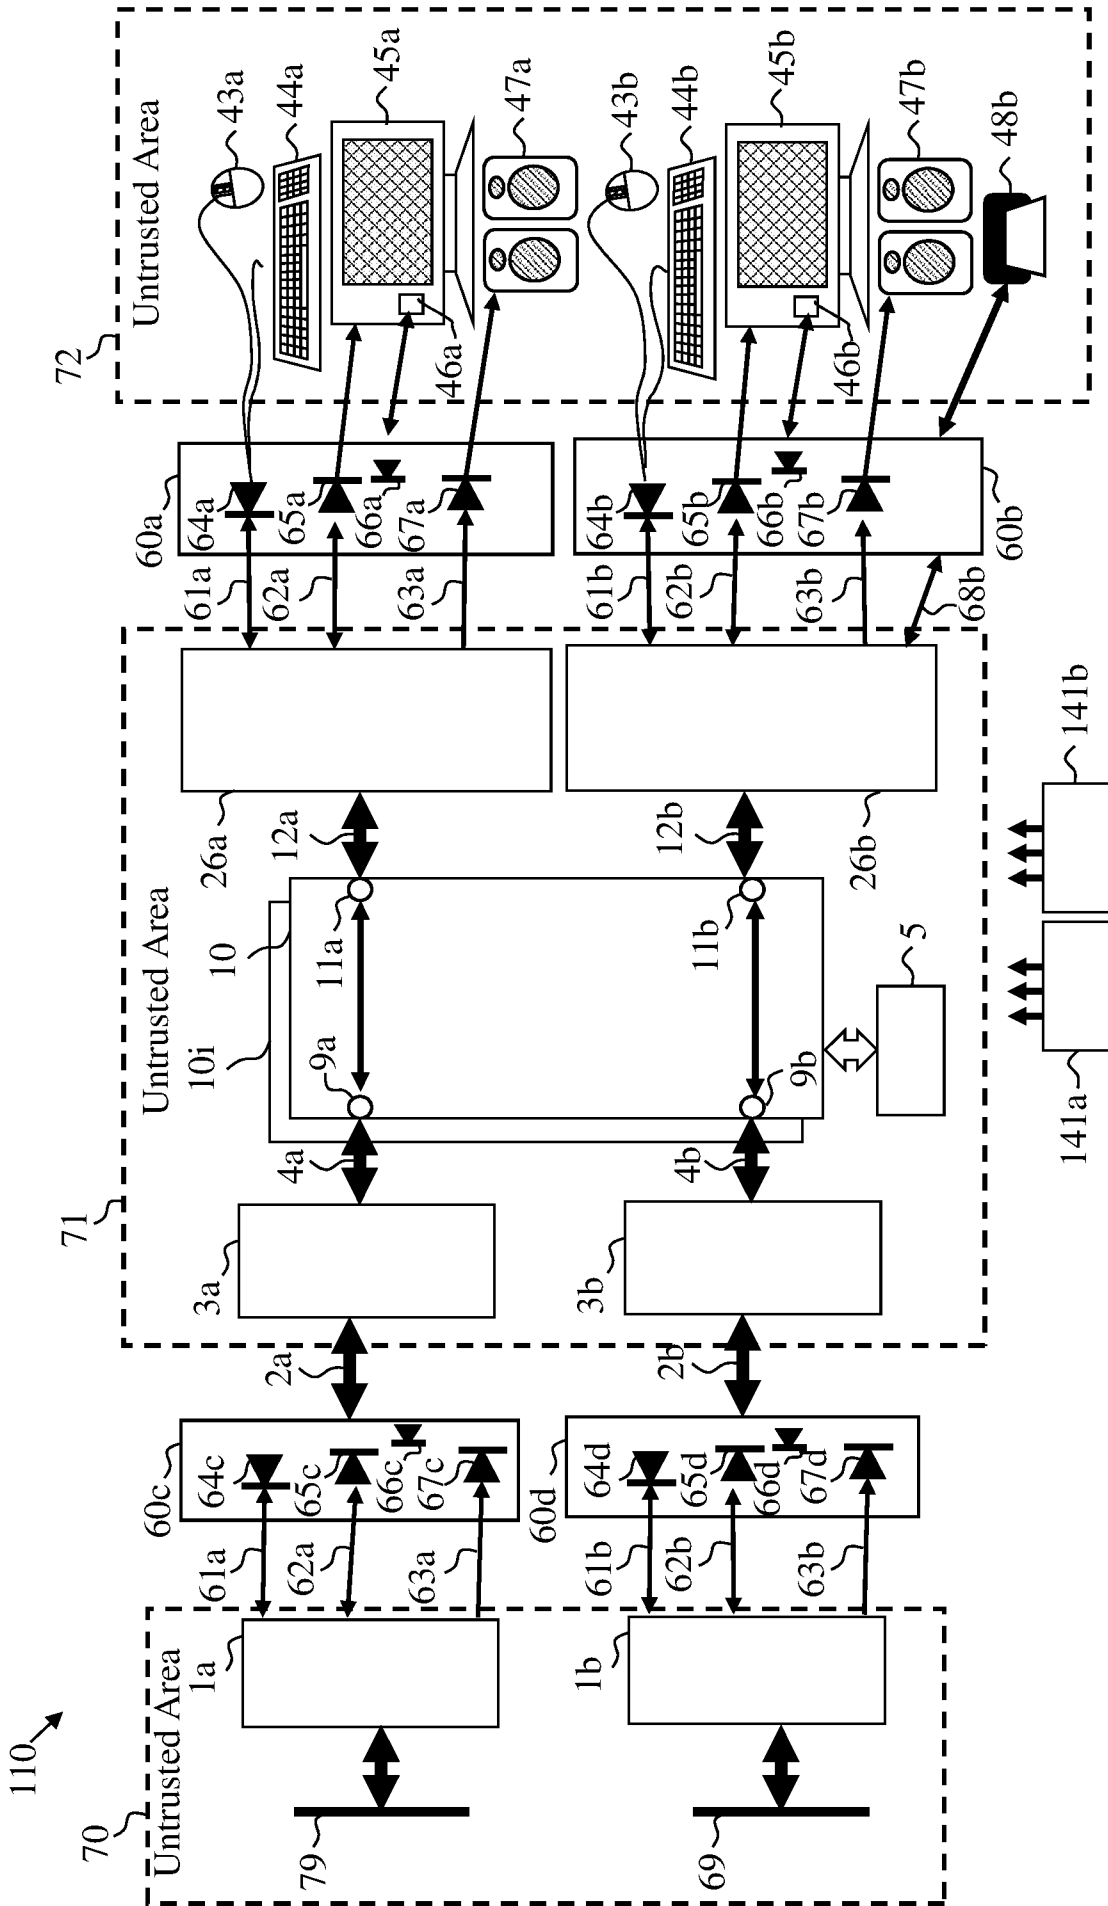 110
70
71
72
Untrusted Area
60c
Untrusted Area
60a
Untrusted Area
1a
61a
64c
3a
10i
10
26a
61a
64a
43a
79
62a
65c
2a
4a
9a
11a
12a
62a
65a
44a
66c
66a
45a
63a
67c
63a
67a
46a
47a
60d
1b
61b
64d
3b
61b
64b
43b
69
62b
65d
2b
4b
11b
12b
62b
65b
44b
66d
66b
45b
63b
67d
9b
63b
67b
46b
26b
5
47b
68b
60b
48b
141a
141b